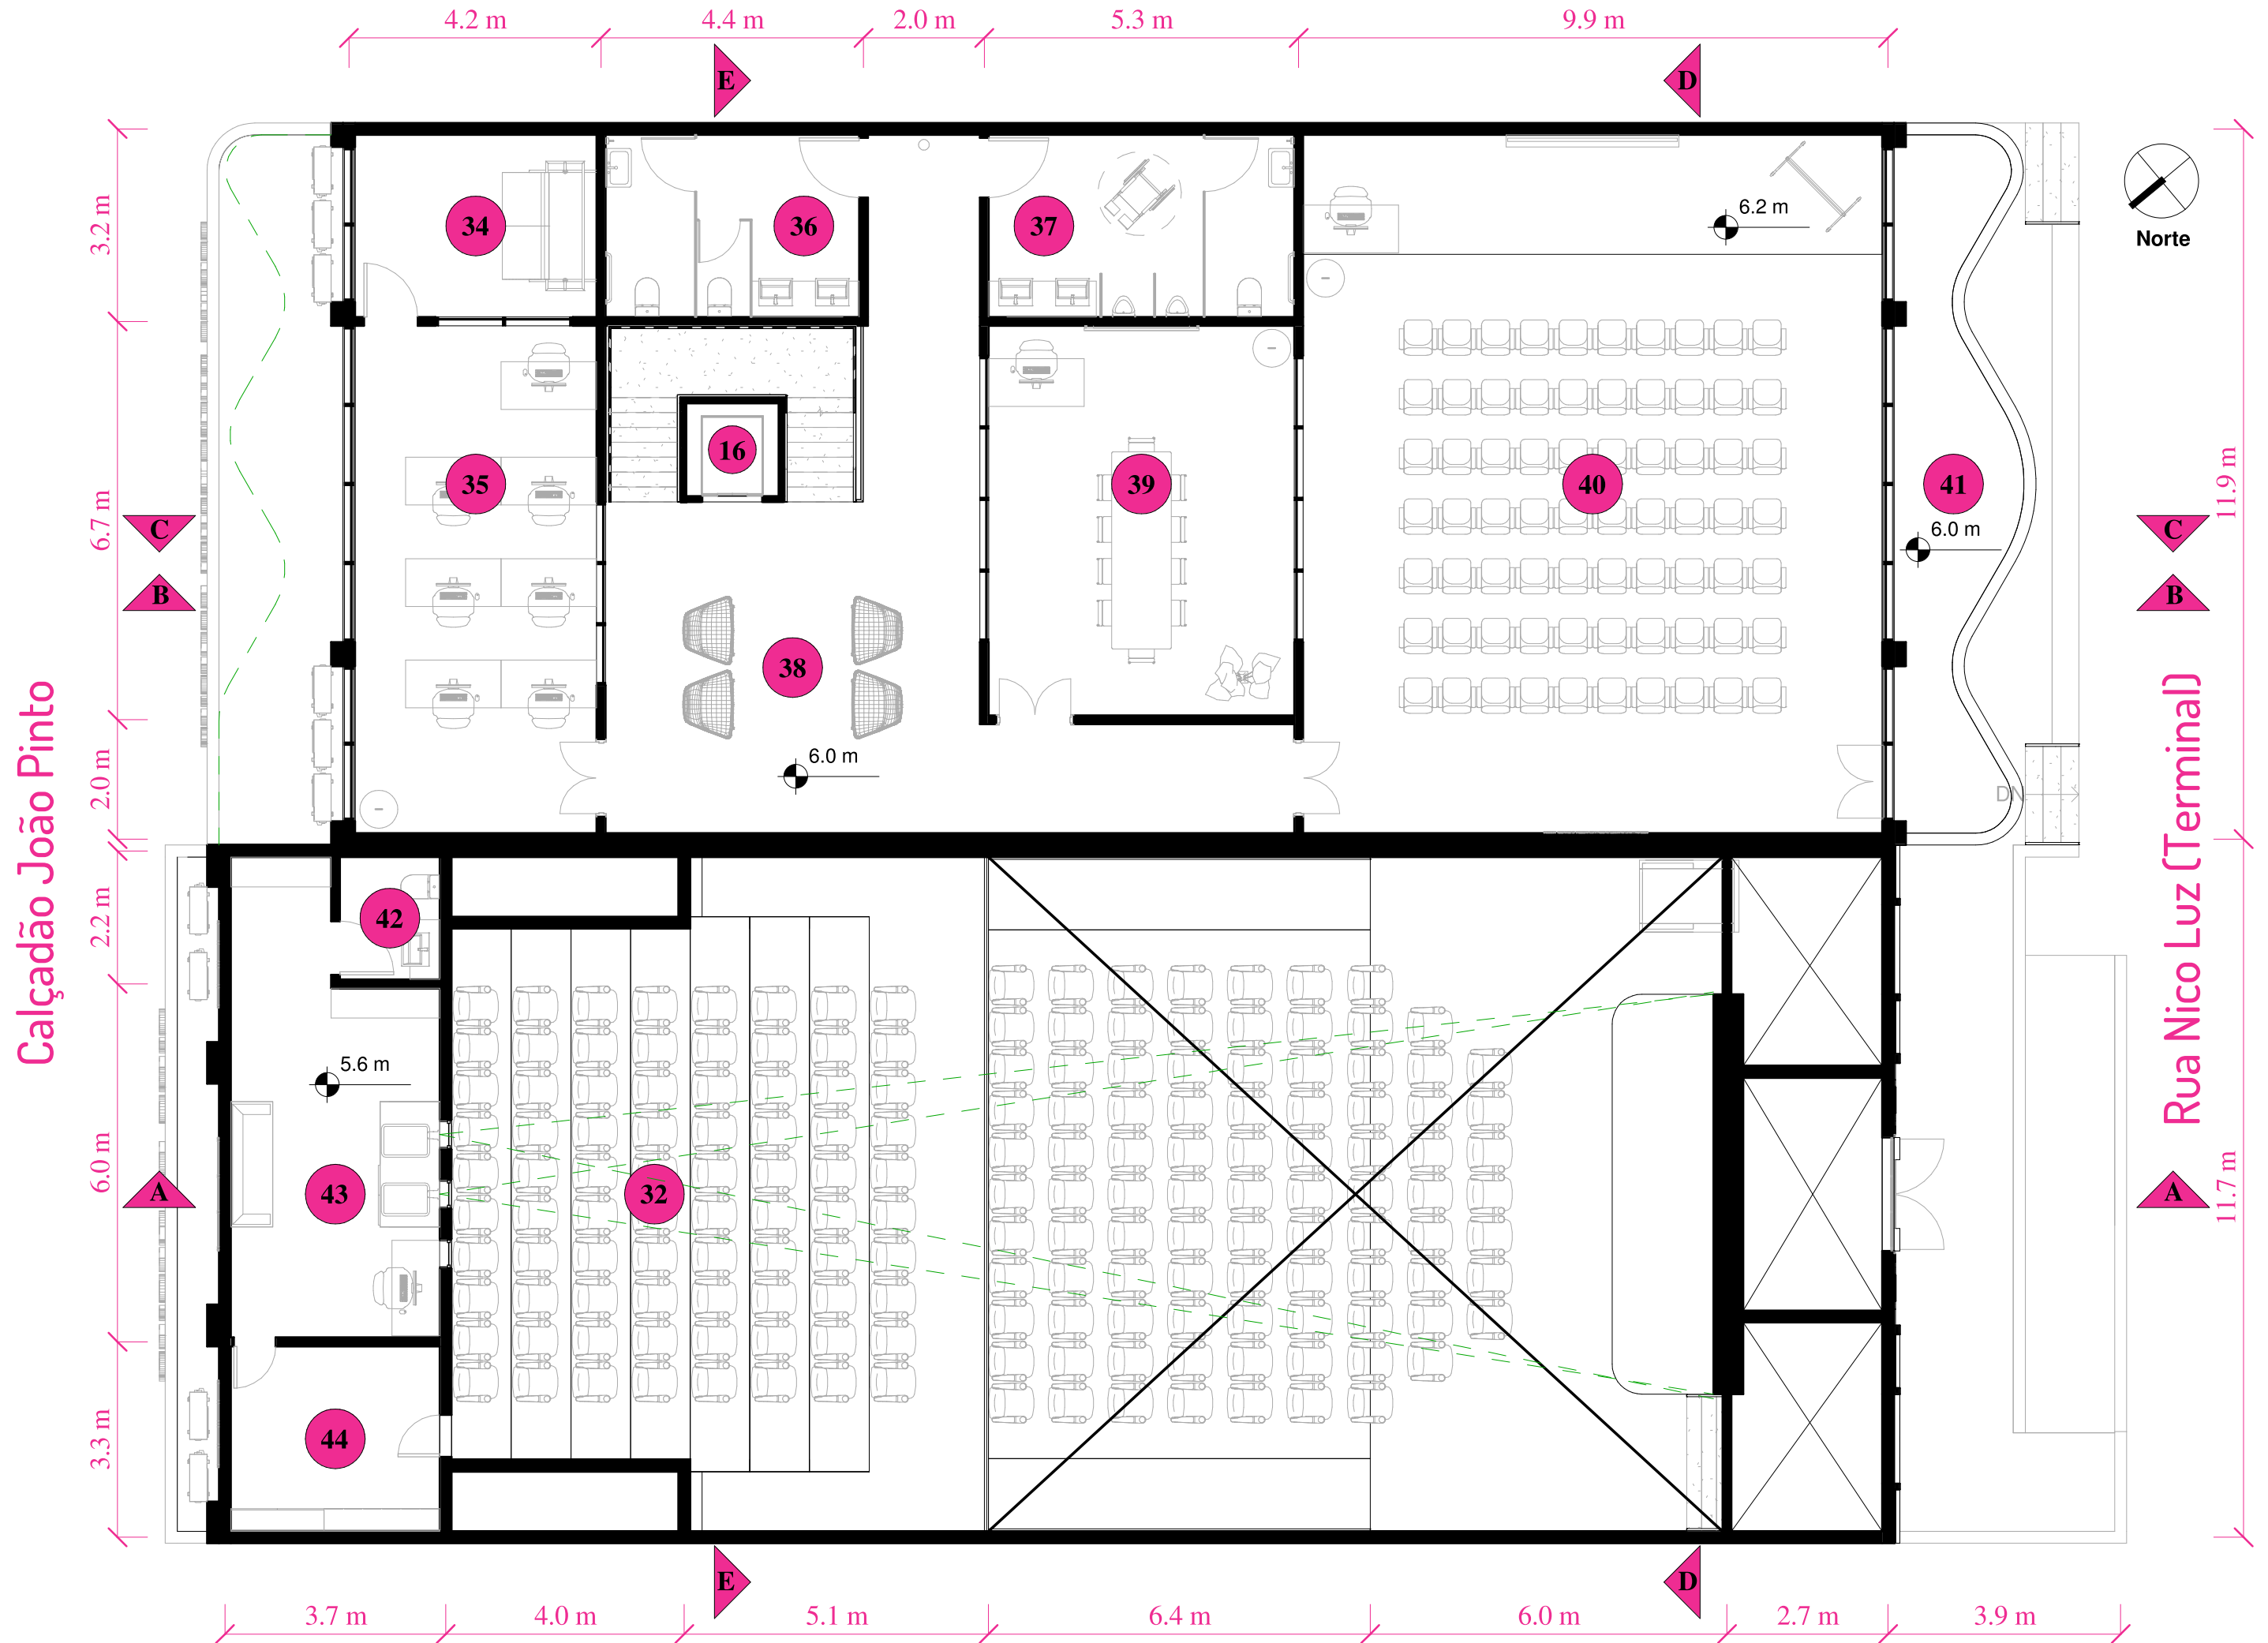 4.2 m
4.4 m
2.0 m
5.3 m
9.9 m
E
D
3.2 m
34
36
37
6.2 m
Norte
6.7 m
35
16
39
40
41
11.9 m
6.0 m
C
C
B
B
38
6.0 m
2.0 m
DN
Calçadão João Pinto
Rua Nico Luz (Terminal)
2.2 m
42
5.6 m
6.0 m
43
32
A
A
11.7 m
3.3 m
44
E
D
3.7 m
4.0 m
5.1 m
6.4 m
6.0 m
2.7 m
3.9 m